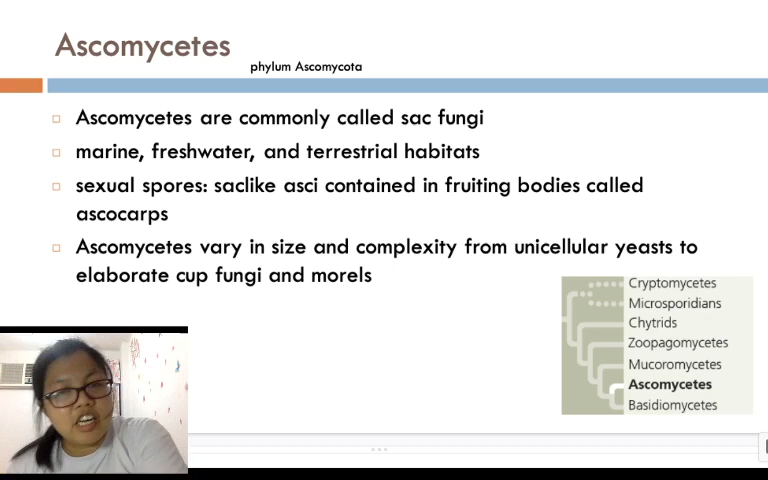 Ascomycetes
phylum Ascomycota
Ascomycetes are commonly called sac fungi
marine, freshwater, and terrestrial habitats
sexual spores: saclike asci contained in fruiting bodies called
ascocarps
Ascomycetes vary in size and complexity from unicellular yeasts to
elaborate cup fungi and morels
Cryptomycetes
Microsporidians
Chytrids
Zoopagomycetes
Mucoromycetes
Ascomycetes
Basidiomycetes